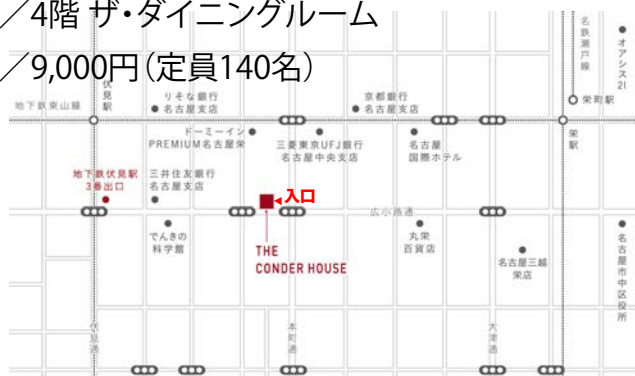 ／4階 ザ・ダイニングルーム
／9,000円（定員140名）
名鉄瀬戸線
オアシス21
伏見駅
りそな銀行
名古屋支店
京都銀行
名古屋支店
栄町駅
地下鉄東山線
栄駅
ドーミーイン
PREMIUM名古屋栄
三菱東京UFJ銀行
名古屋中央支店
名古屋
国際ホテル
地下鉄伏見駅
3番出口
三井住友銀行
名古屋支店
入口
広小路通
でんきの
科学館
THE
CONDER HOUSE
丸栄
百貨店
名古屋三越
栄店
名古屋市中区役所
伏見通
本町通
大津通